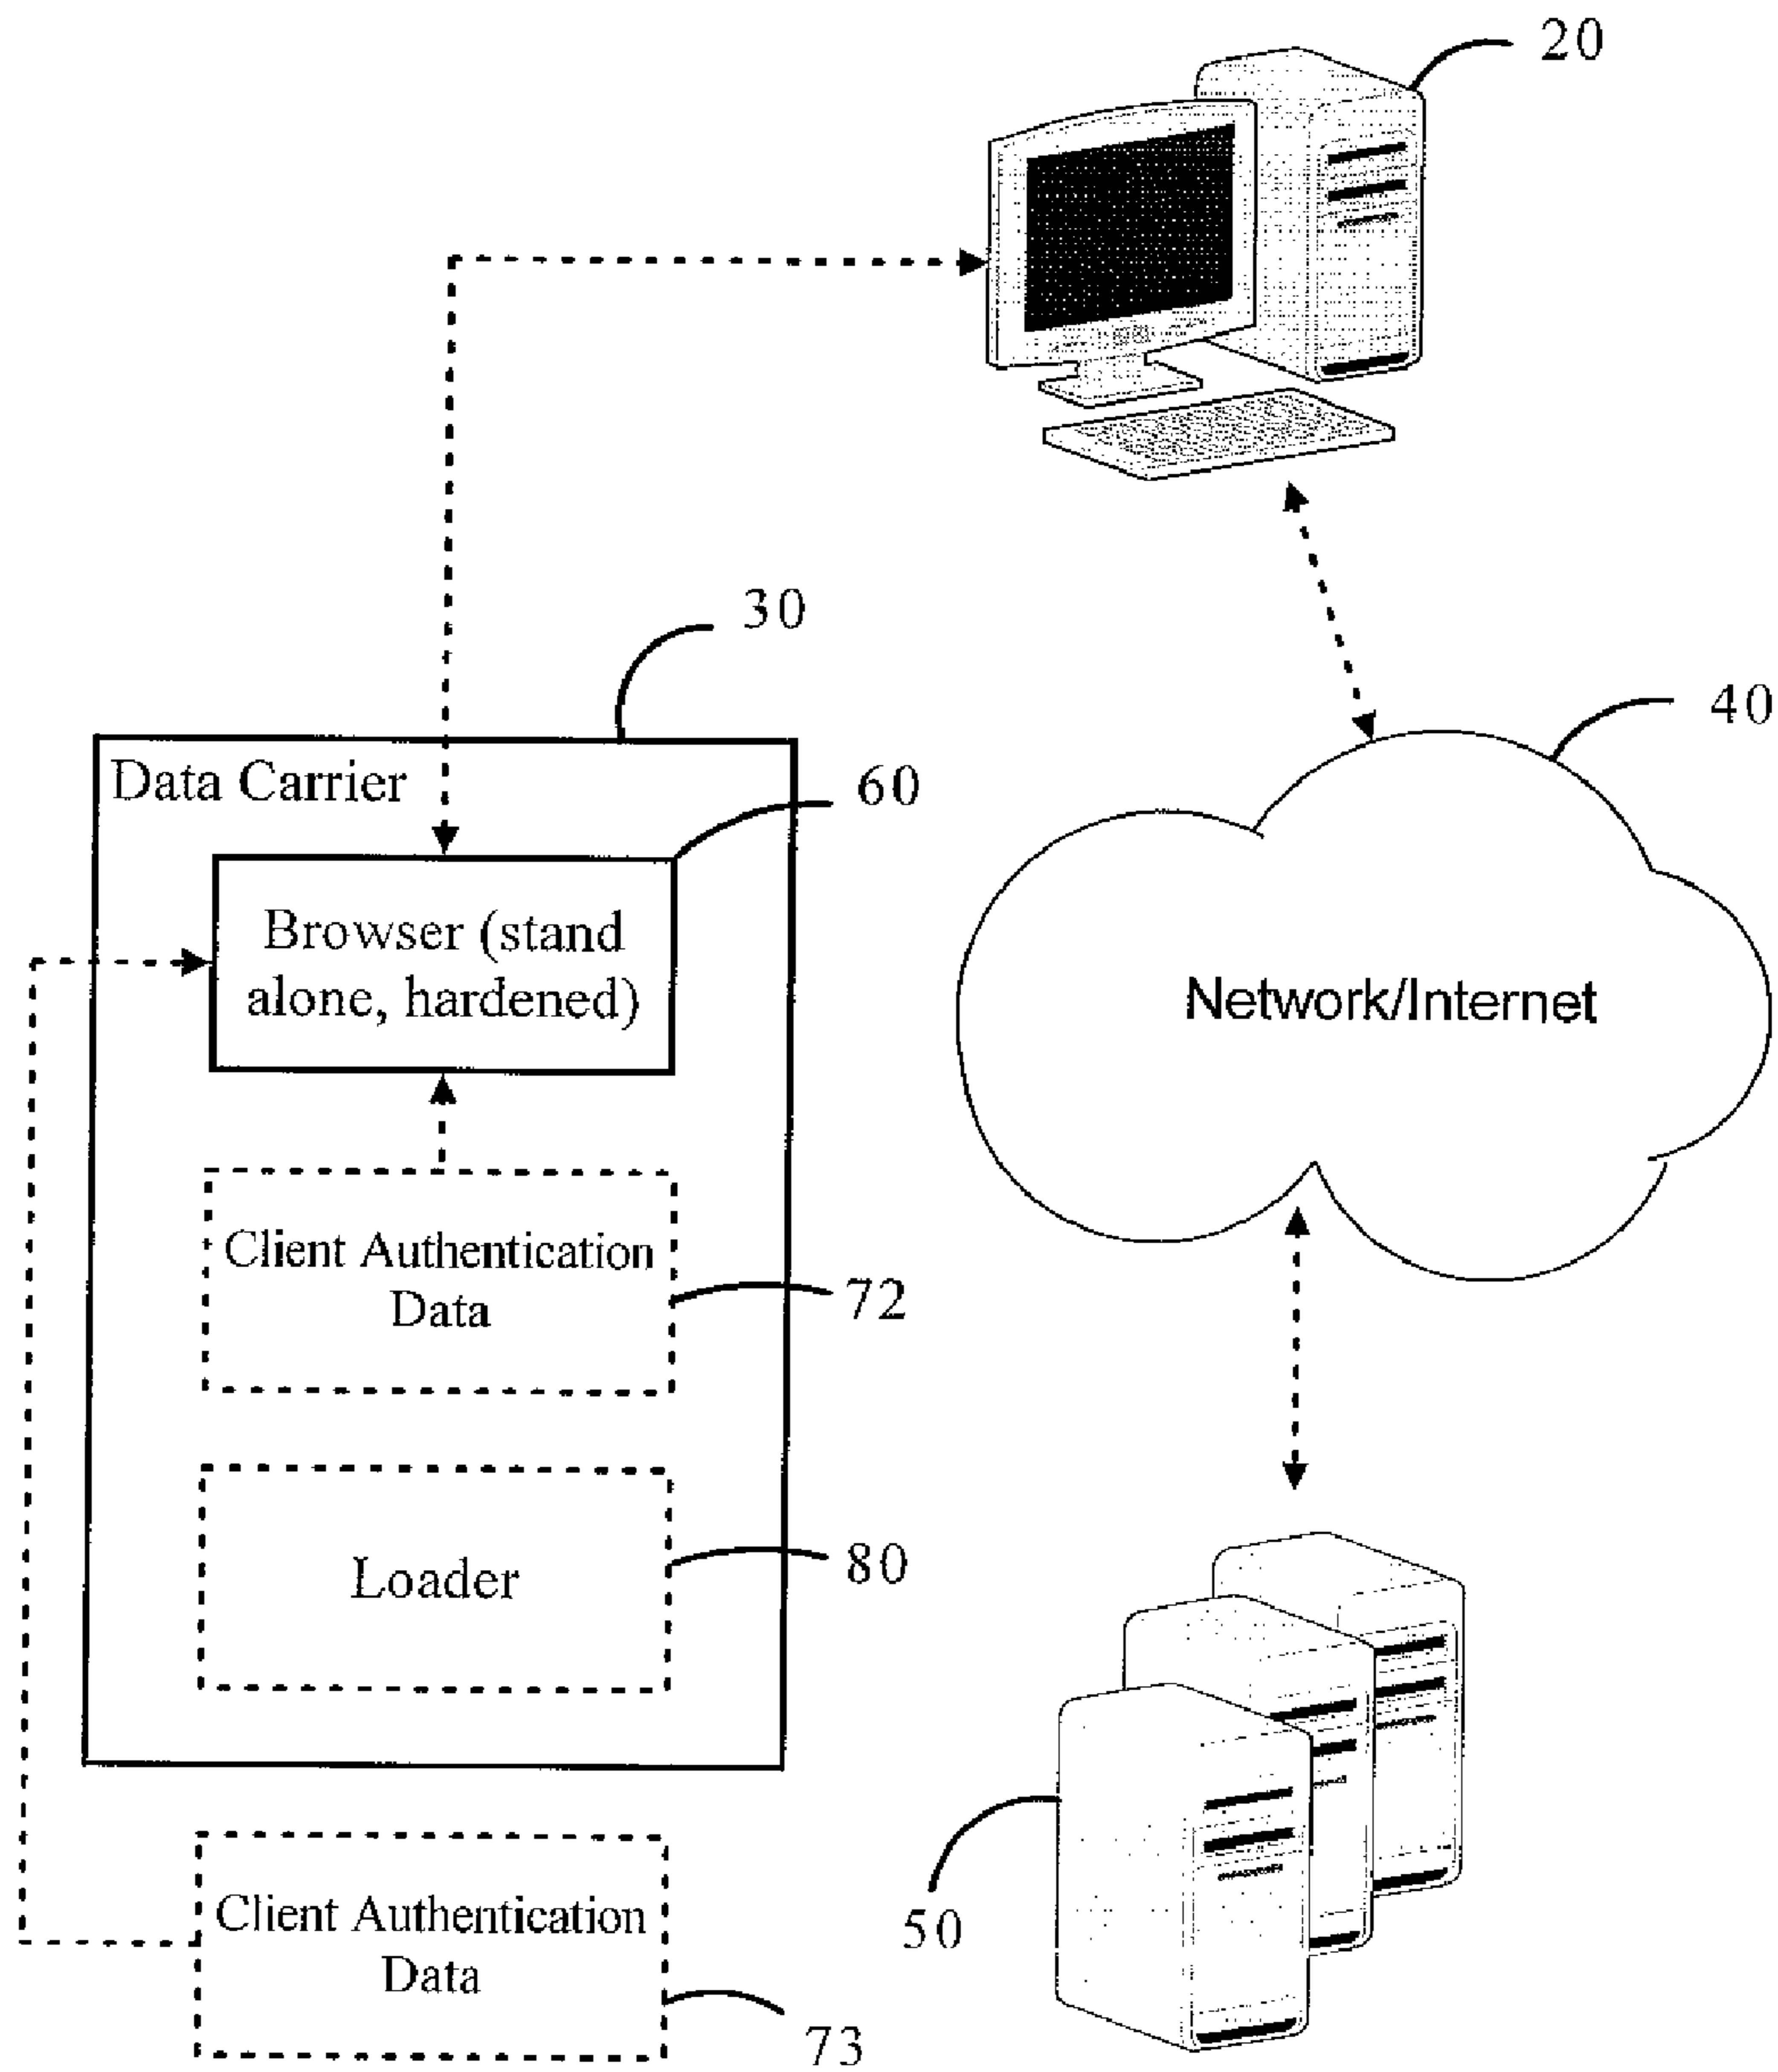 20
30
40
Data Carrier
60
Browser (stand
alone, hardened)
Network/Internet
Client Authentication
Data
72
Loader
80
50
Client Authentication
Data
73